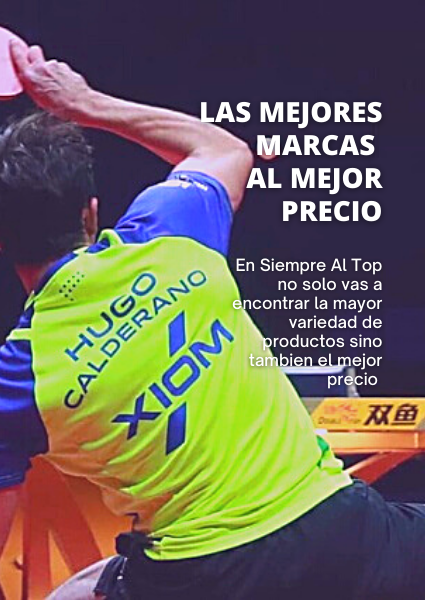 LAS MEJORES
MARCAS
AL MEJOR
PRECIO
En Siempre Al Top
no solo vas a
encontrar la mayor
variedad de
productos sino
tambien el mejor
precio
HUGO
CALDERANO
XIOM
双鱼